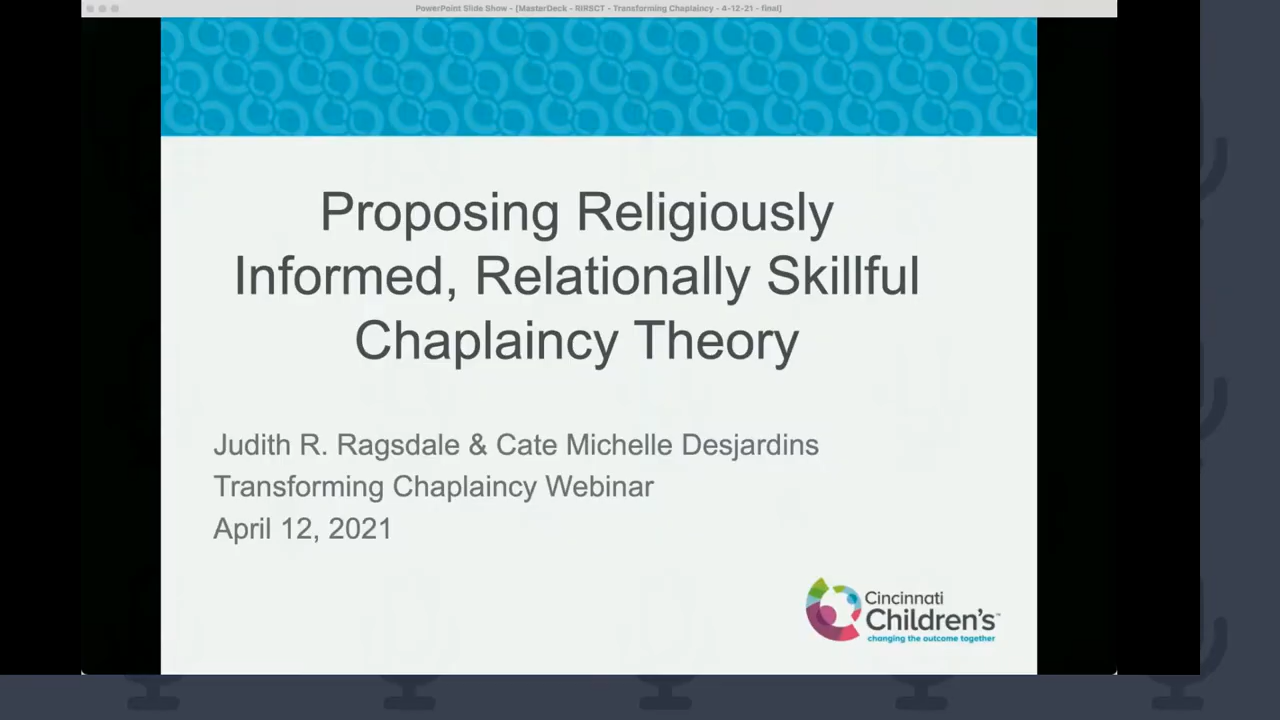 PowerPoint Slide Show - [MasterDeck - RIRSCT - Transforming Chaplaincy - 4-12-21 - final]
Proposing Religiously
Informed, Relationally Skillful
Chaplaincy Theory
Judith R. Ragsdale & Cate Michelle Desjardins
Transforming Chaplaincy Webinar
April 12, 2021
Cincinnati
Children's™
changing the outcome together